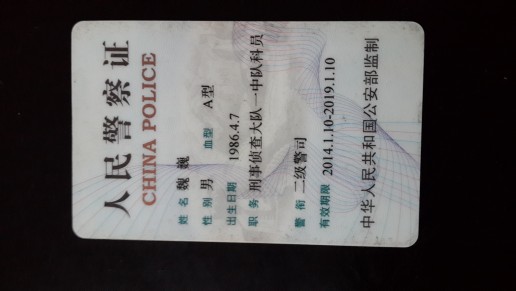 人民警察证
CHINA POLICE
姓名 魏巍
性别 男 血型 A型
出生日期 1986.4.7
职务 刑事侦查大队一中队科员
警衔 二级警司
有效期限 2014.1.10-2019.1.10
中华人民共和国公安部监制